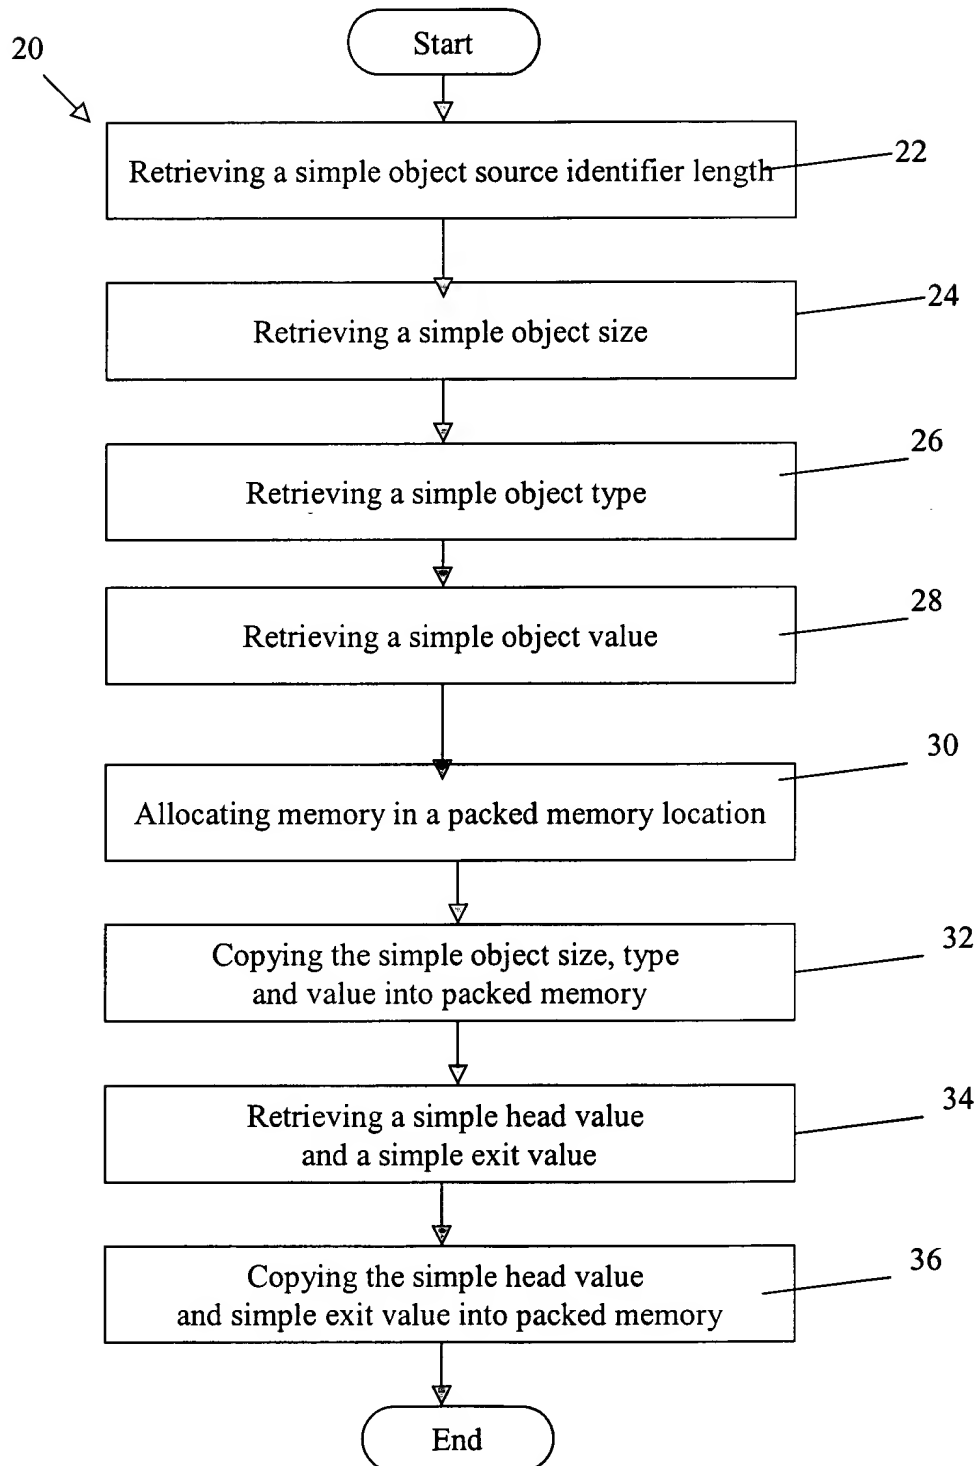 Start
20
Retrieving a simple object source identifier length
22
Retrieving a simple object size
24
Retrieving a simple object type
26
Retrieving a simple object value
28
Allocating memory in a packed memory location
30
Copying the simple object size, type
and value into packed memory
32
Retrieving a simple head value
and a simple exit value
34
Copying the simple head value
and simple exit value into packed memory
36
End